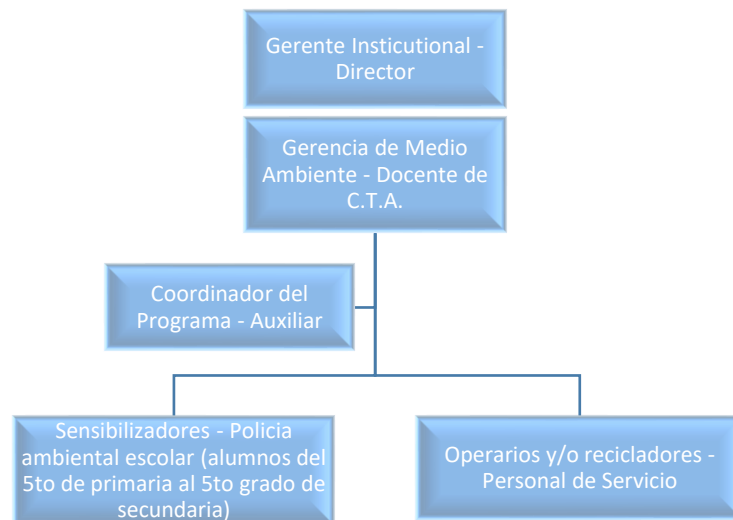 Gerente Insticutional -
Director
Gerencia de Medio
Ambiente - Docente de
C.T.A.
Coordinador del
Programa - Auxiliar
Sensibilizadores - Policia
ambiental escolar (alumnos del
5to de primaria al 5to grado de
secundaria)
Operarios y/o recicladores -
Personal de Servicio